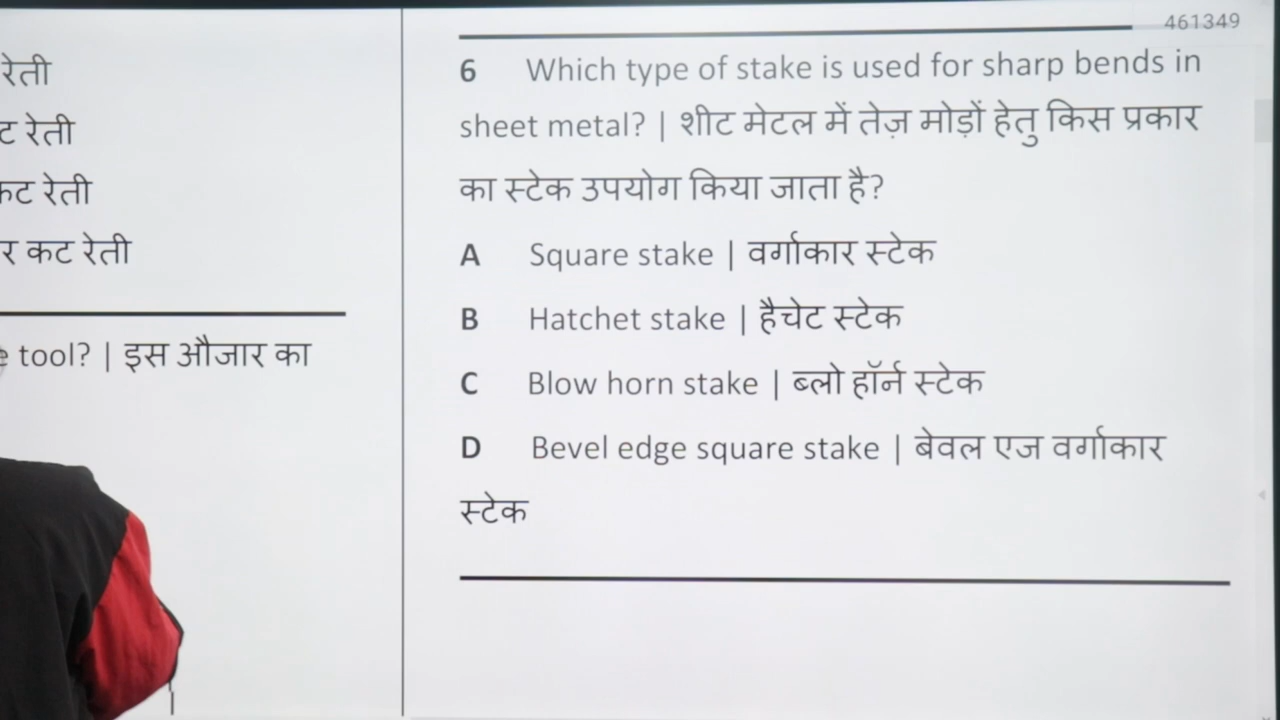 रेती
ट रेती
कट रेती
र कट रेती
tool? | इस औजार का
461349
6 Which type of stake is used for sharp bends in
sheet metal? | शीट मेटल में तेज़ मोड़ों हेतु किस प्रकार
का स्टेक उपयोग किया जाता है?
A Square stake | वर्गाकार स्टेक
B Hatchet stake | हैचेट स्टेक
C Blow horn stake | ब्लो हॉर्न स्टेक
D Bevel edge square stake | बेवल एज वर्गाकार
स्टेक